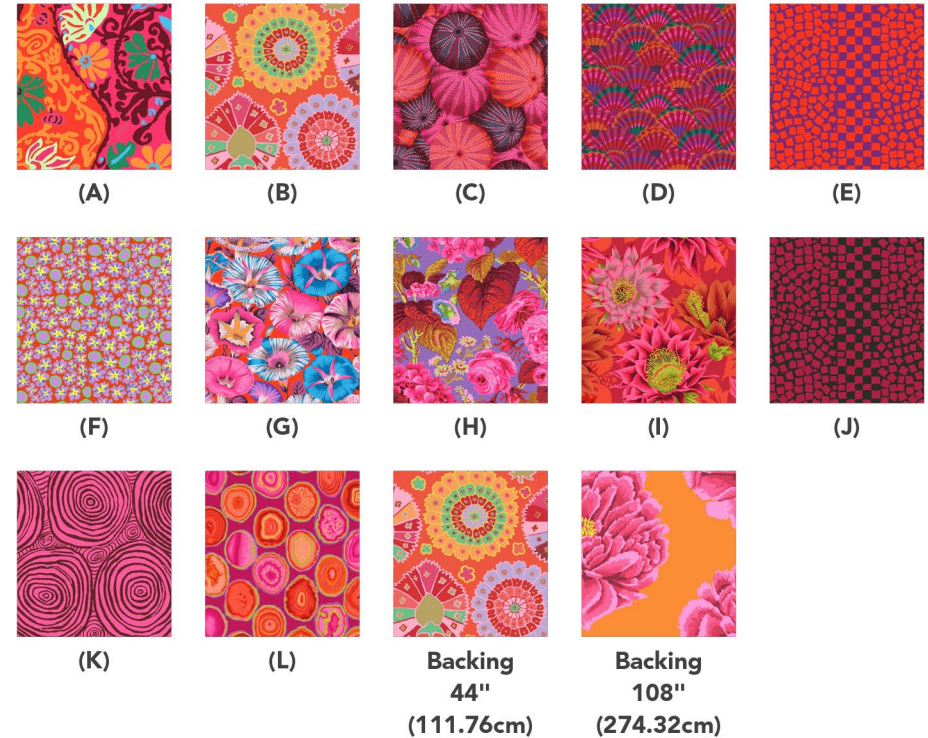 (A)
(B)
(C)
(D)
(E)
(F)
(G)
(H)
(I)
(J)
(K)
(L)
Backing
44"
(111.76cm)
Backing
108"
(274.32cm)